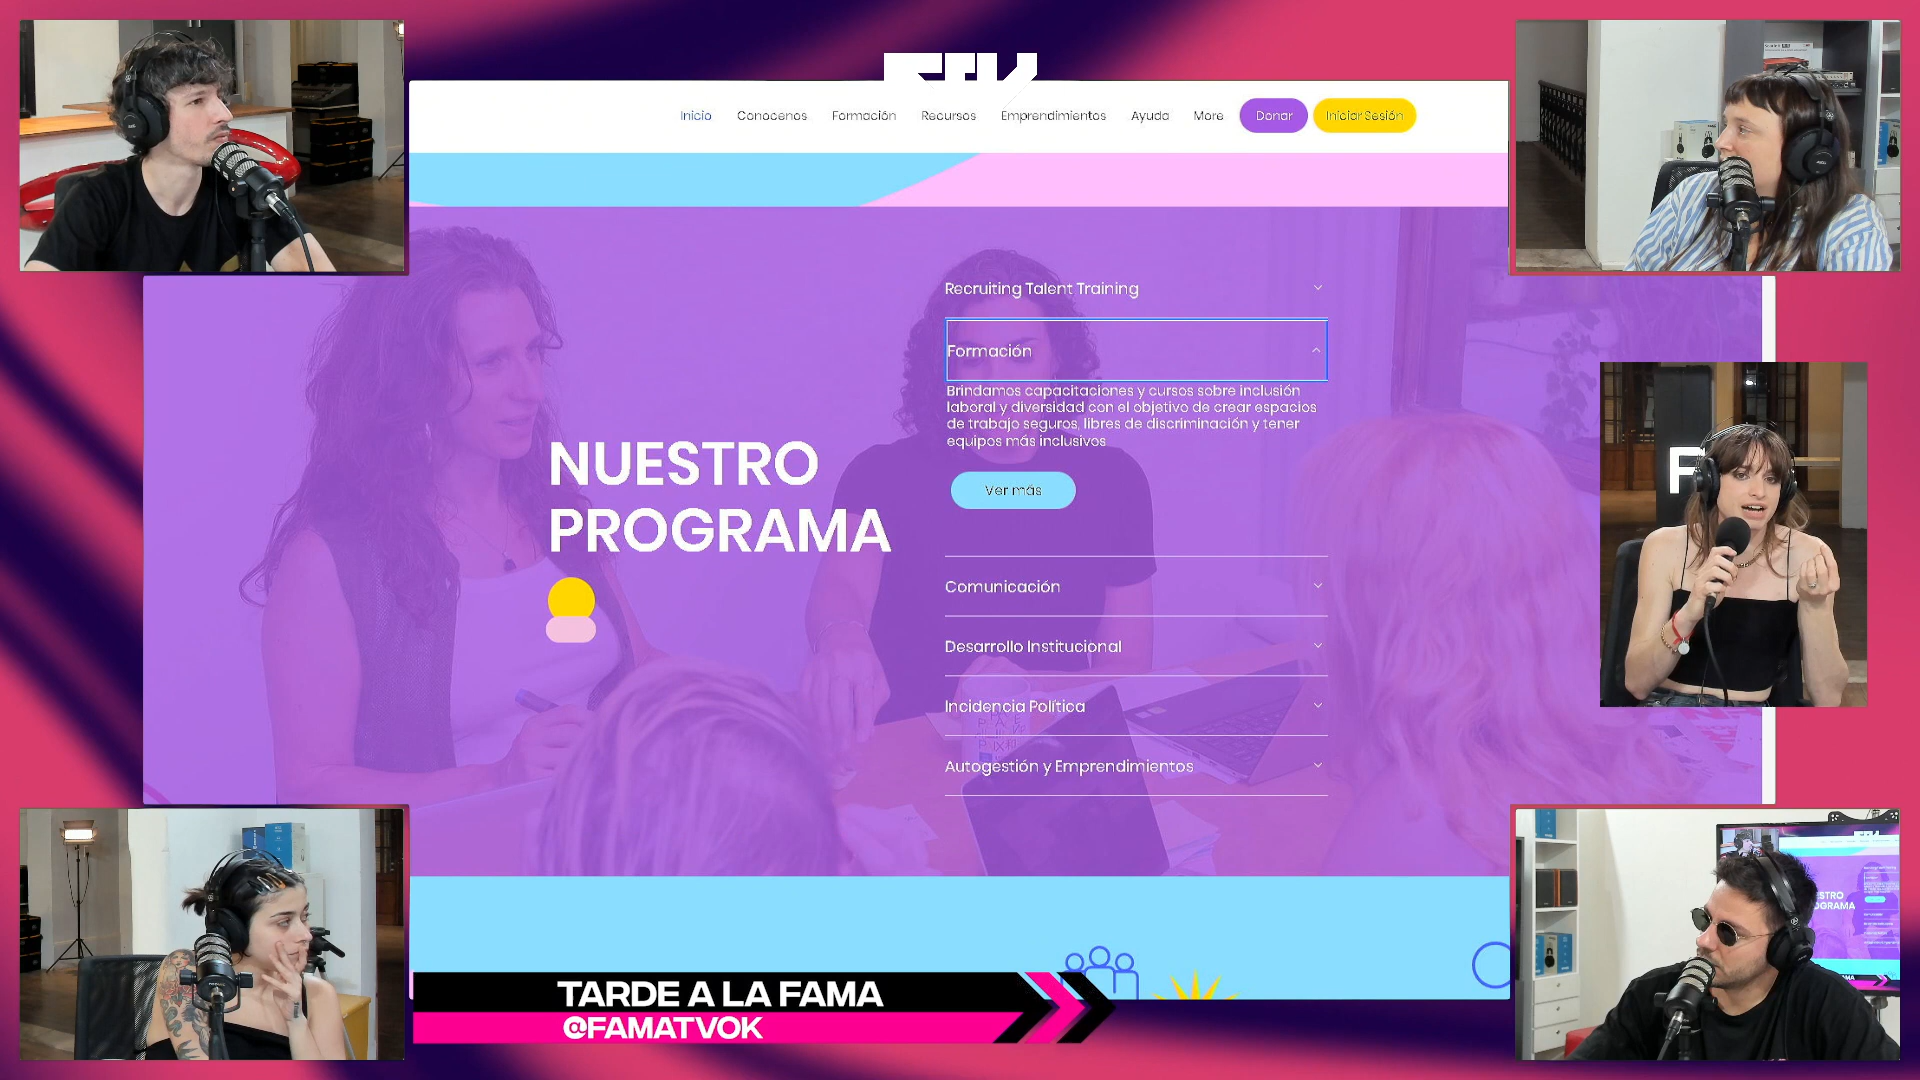 Inicio Conocenos Formación Recursos Emprendimientos Ayuda More Donar Iniciar Sesión
Recruiting Talent Training
Formación
Brindamos capacitaciones y cursos sobre inclusión
laboral y diversidad con el objetivo de crear espacios
de trabajo seguros, libres de discriminación y tener
equipos más inclusivos
Ver más
NUESTRO
PROGRAMA
Comunicación
Desarrollo Institucional
Incidencia Política
Autogestión y Emprendimientos
TARDE A LA FAMA
@FAMATVOK